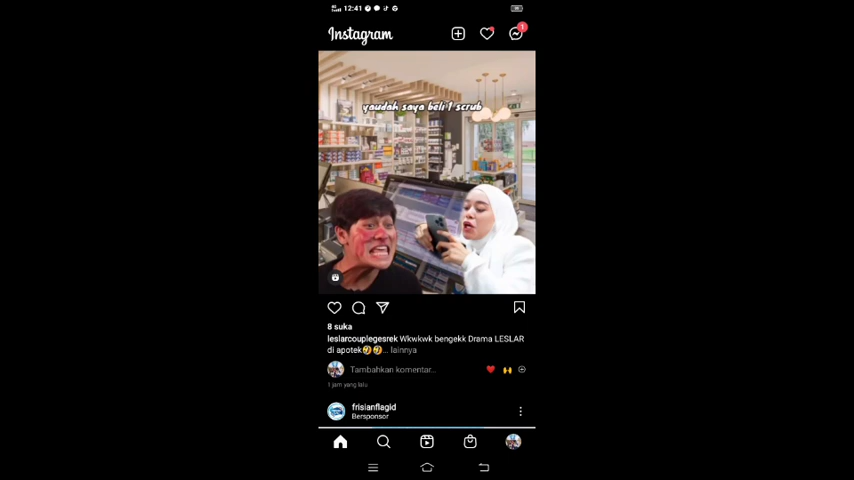 12:41
Instagram
1
yaudah saya beli 1 scrub
8 suka
leslarcouplegesrek Wkwkwk bengekk Drama LESLAR
di apotek🤣🤣... lainnya
Tambahkan komentar...
1 jam yang lalu
frisianflagid
Bersponsor